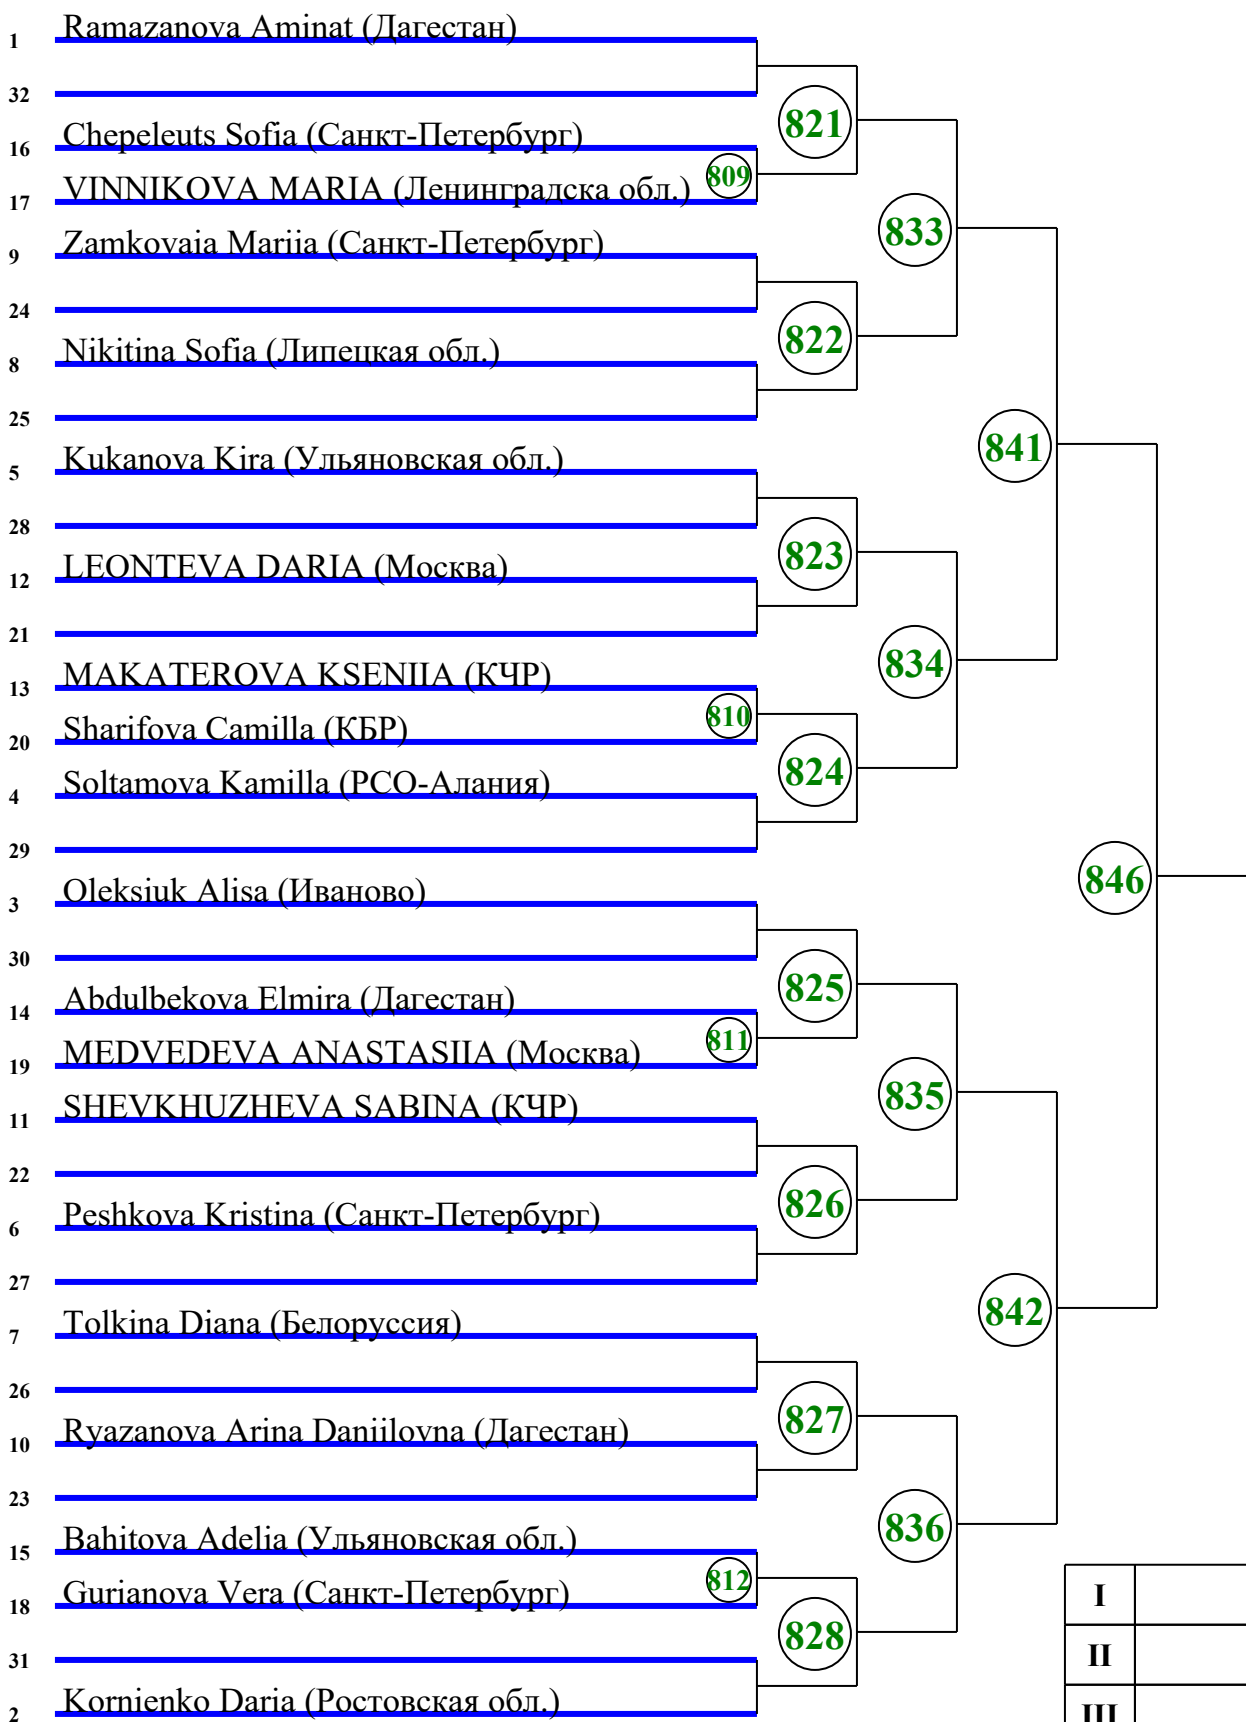 1 Ramazanova Aminat (Дагестан)
32
821
16 Chepeleuts Sofia (Санкт-Петербург)
809
17 VINNIKOVA MARIA (Ленинградска обл.)
833
9 Zamkovaia Mariia (Санкт-Петербург)
24
822
8 Nikitina Sofia (Липецкая обл.)
25
841
5 Kukanova Kira (Ульяновская обл.)
28
823
12 LEONTEVA DARIA (Москва)
21
834
13 MAKATEROVA KSENIIA (КЧР)
810
20 Sharifova Camilla (КБР)
824
4 Soltamova Kamilla (РСО-Алания)
29
846
3 Oleksiuk Alisa (Иваново)
30
825
14 Abdulbekova Elmira (Дагестан)
811
19 MEDVEDEVA ANASTASIIA (Москва)
835
11 SHEVKHUZHEVA SABINA (КЧР)
22
826
6 Peshkova Kristina (Санкт-Петербург)
27
842
7 Tolkina Diana (Белоруссия)
26
827
10 Ryazanova Arina Daniilovna (Дагестан)
23
836
15 Bahitova Adelia (Ульяновская обл.)
812
18 Gurianova Vera (Санкт-Петербург)
I
828
31
II
2 Kornienko Daria (Ростовская обл.)
III